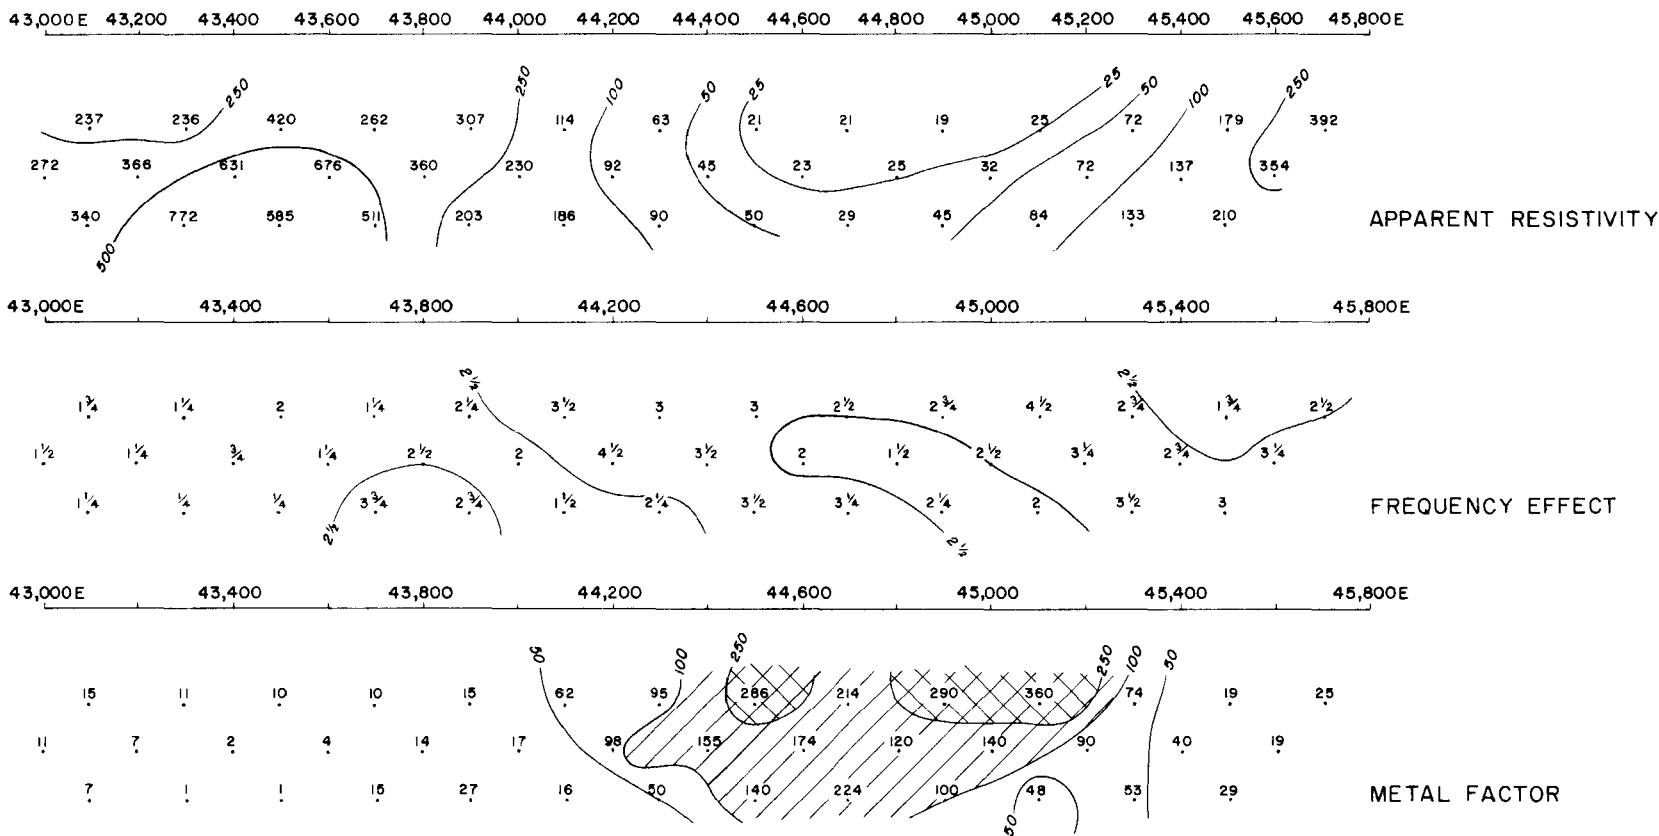 43,000E 43,200 43,400 43,600 43,800 44,000 44,200 44,400 44,600 44,800 45,000 45,200 45,400 45,600 45,800E
250 250 100 50 25 25 50 100 250
237 236 420 262 307 114 63 21 21 19 25 72 179 392
272 366 631 676 360 230 92 45 23 25 32 72 137 354
340 772 585 511 203 186 90 50 29 45 84 133 210
APPARENT RESISTIVITY
500
43,000E 43,400 43,800 44,200 44,600 45,000 45,400 45,800E
2½ 2½
1¾ 1¼ 2 1¼ 2¼ 3½ 3 3 2½ 2¾ 4½ 2¾ 1¾ 2½
1½ 1¼ ¾ 1¼ 2½ 2 4½ 3½ 2 1½ 2½ 3¼ 2¾ 3¼
1¼ ¼ ¼ 3¾ 2¾ 1½ 2¼ 3½ 3¼ 2¼ 2 3½ 3
FREQUENCY EFFECT
2½ 2½
43,000E 43,400 43,800 44,200 44,600 45,000 45,400 45,800E
50 100 250 250 100 50
15 11 10 10 15 62 95 286 214 290 360 74 19 25
11 7 2 4 14 17 98 155 174 120 140 90 40 19
7 1 1 15 27 16 50 140 224 100 48 53 29
METAL FACTOR
50